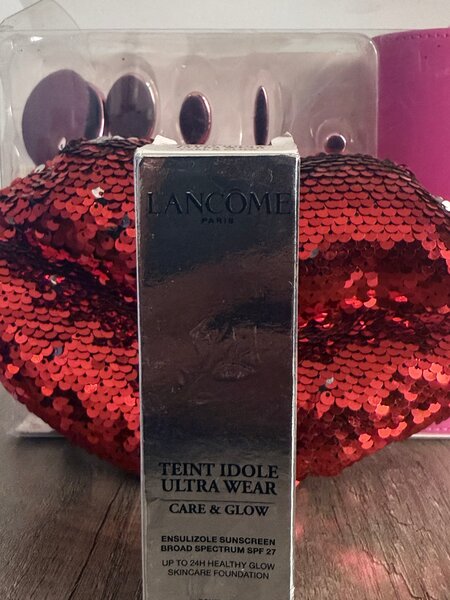 LANCÔME
PARIS
TEINT IDOLE
ULTRA WEAR
CARE & GLOW
ENSULIZOLE SUNSCREEN
BROAD SPECTRUM SPF 27
UP TO 24H HEALTHY GLOW
SKINCARE FOUNDATION